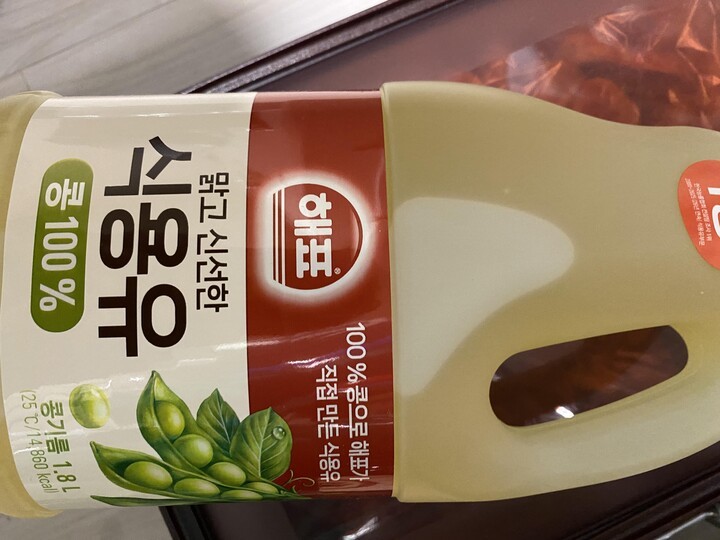 해표®
100%콩으로 해표가
직접 만든 식용유
맑고 신선한
식용유
콩 100%
콩기름 1.8 L
(25℃/14,860 kcal)